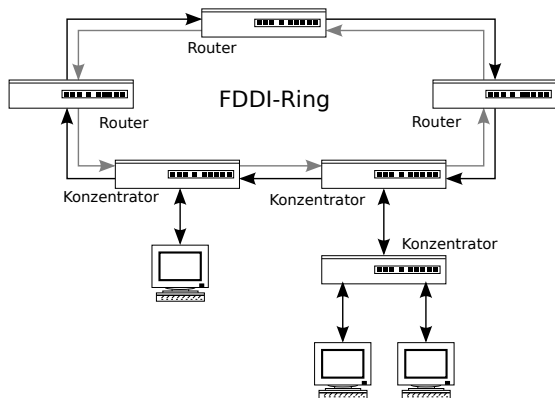 Router
FDDI-Ring
Router
Router
Konzentrator
Konzentrator
Konzentrator